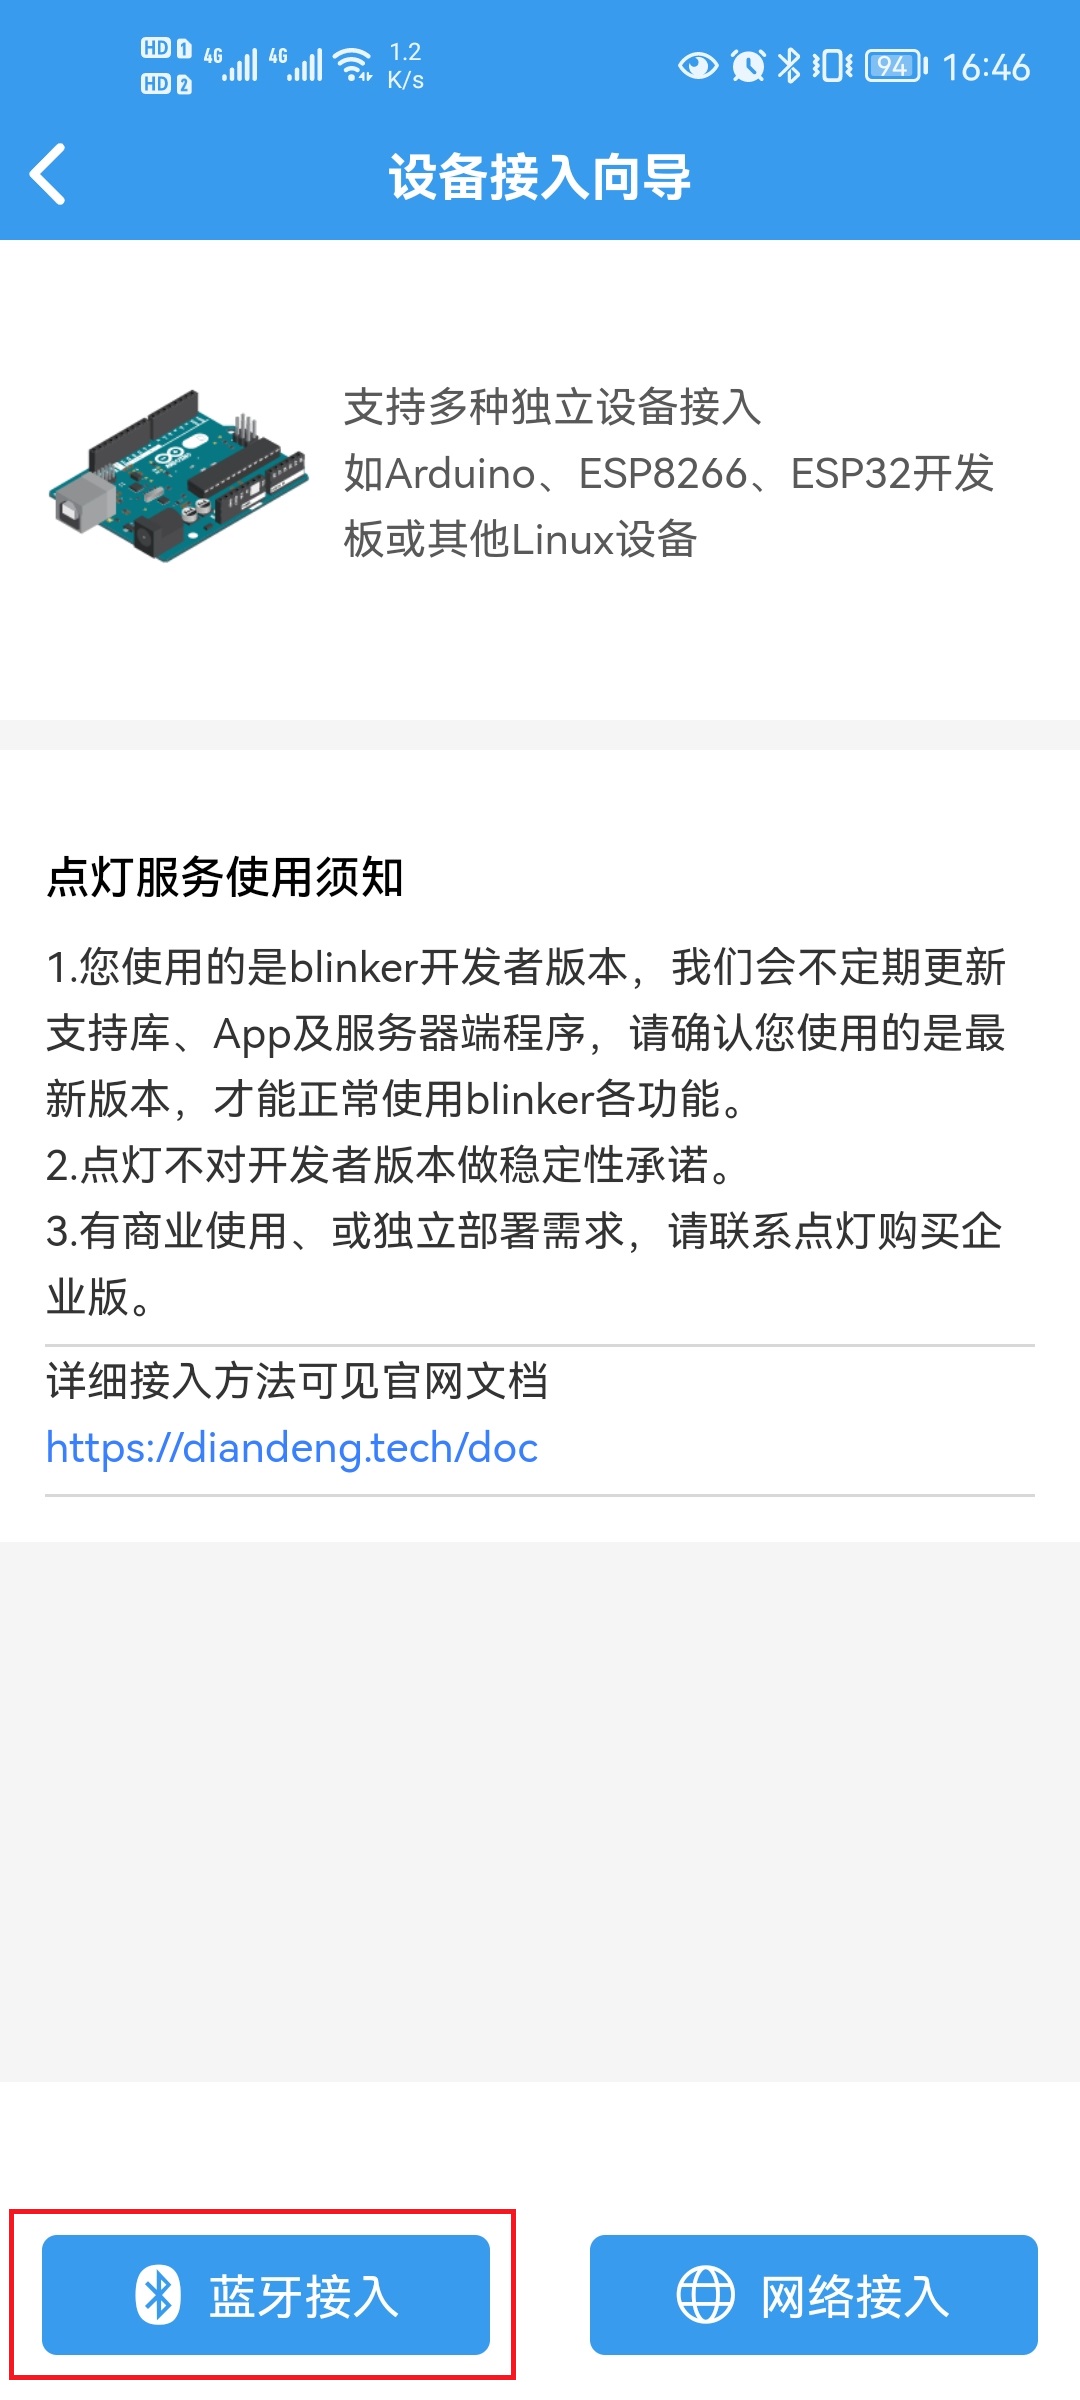 HD 1 4G 4G 1.2
HD 2 K/s
94 16:46
设备接入向导
支持多种独立设备接入
如Arduino、ESP8266、ESP32开发
板或其他Linux设备
点灯服务使用须知
1.您使用的是blinker开发者版本，我们会不定期更新
支持库、App及服务器端程序，请确认您使用的是最
新版本，才能正常使用blinker各功能。
2.点灯不对开发者版本做稳定性承诺。
3.有商业使用、或独立部署需求，请联系点灯购买企
业版。
详细接入方法可见官网文档
https://diandeng.tech/doc
蓝牙接入
网络接入